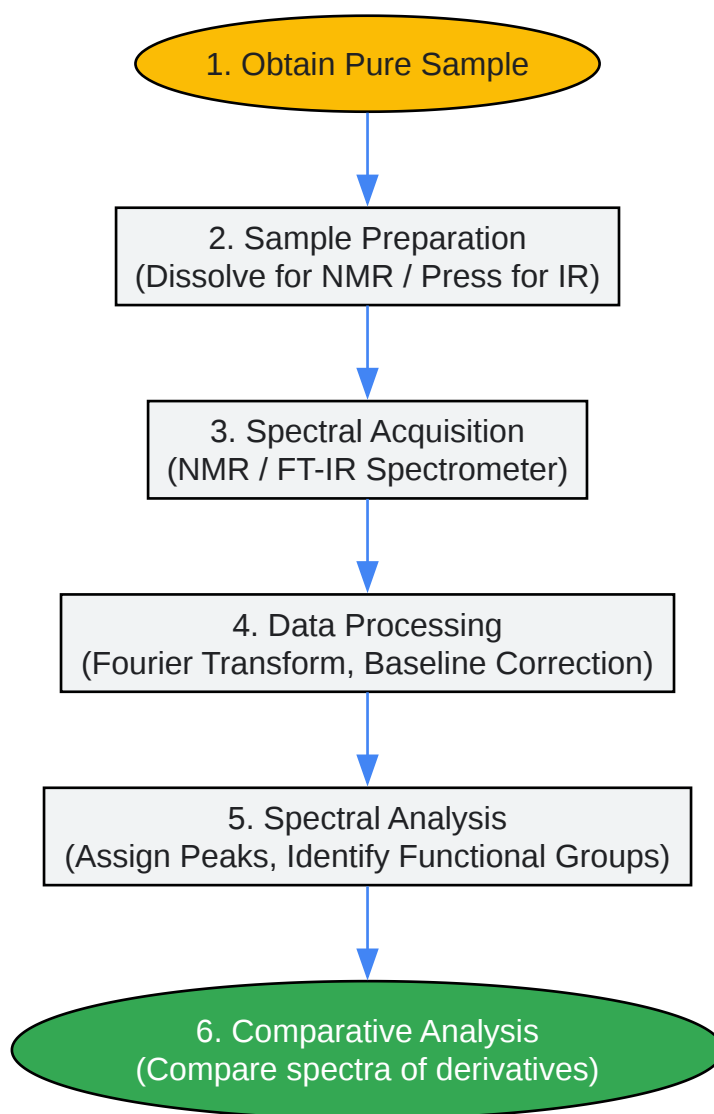 1. Obtain Pure Sample
2. Sample Preparation
(Dissolve for NMR / Press for IR)
3. Spectral Acquisition
(NMR / FT-IR Spectrometer)
4. Data Processing
(Fourier Transform, Baseline Correction)
5. Spectral Analysis
(Assign Peaks, Identify Functional Groups)
6. Comparative Analysis
(Compare spectra of derivatives)